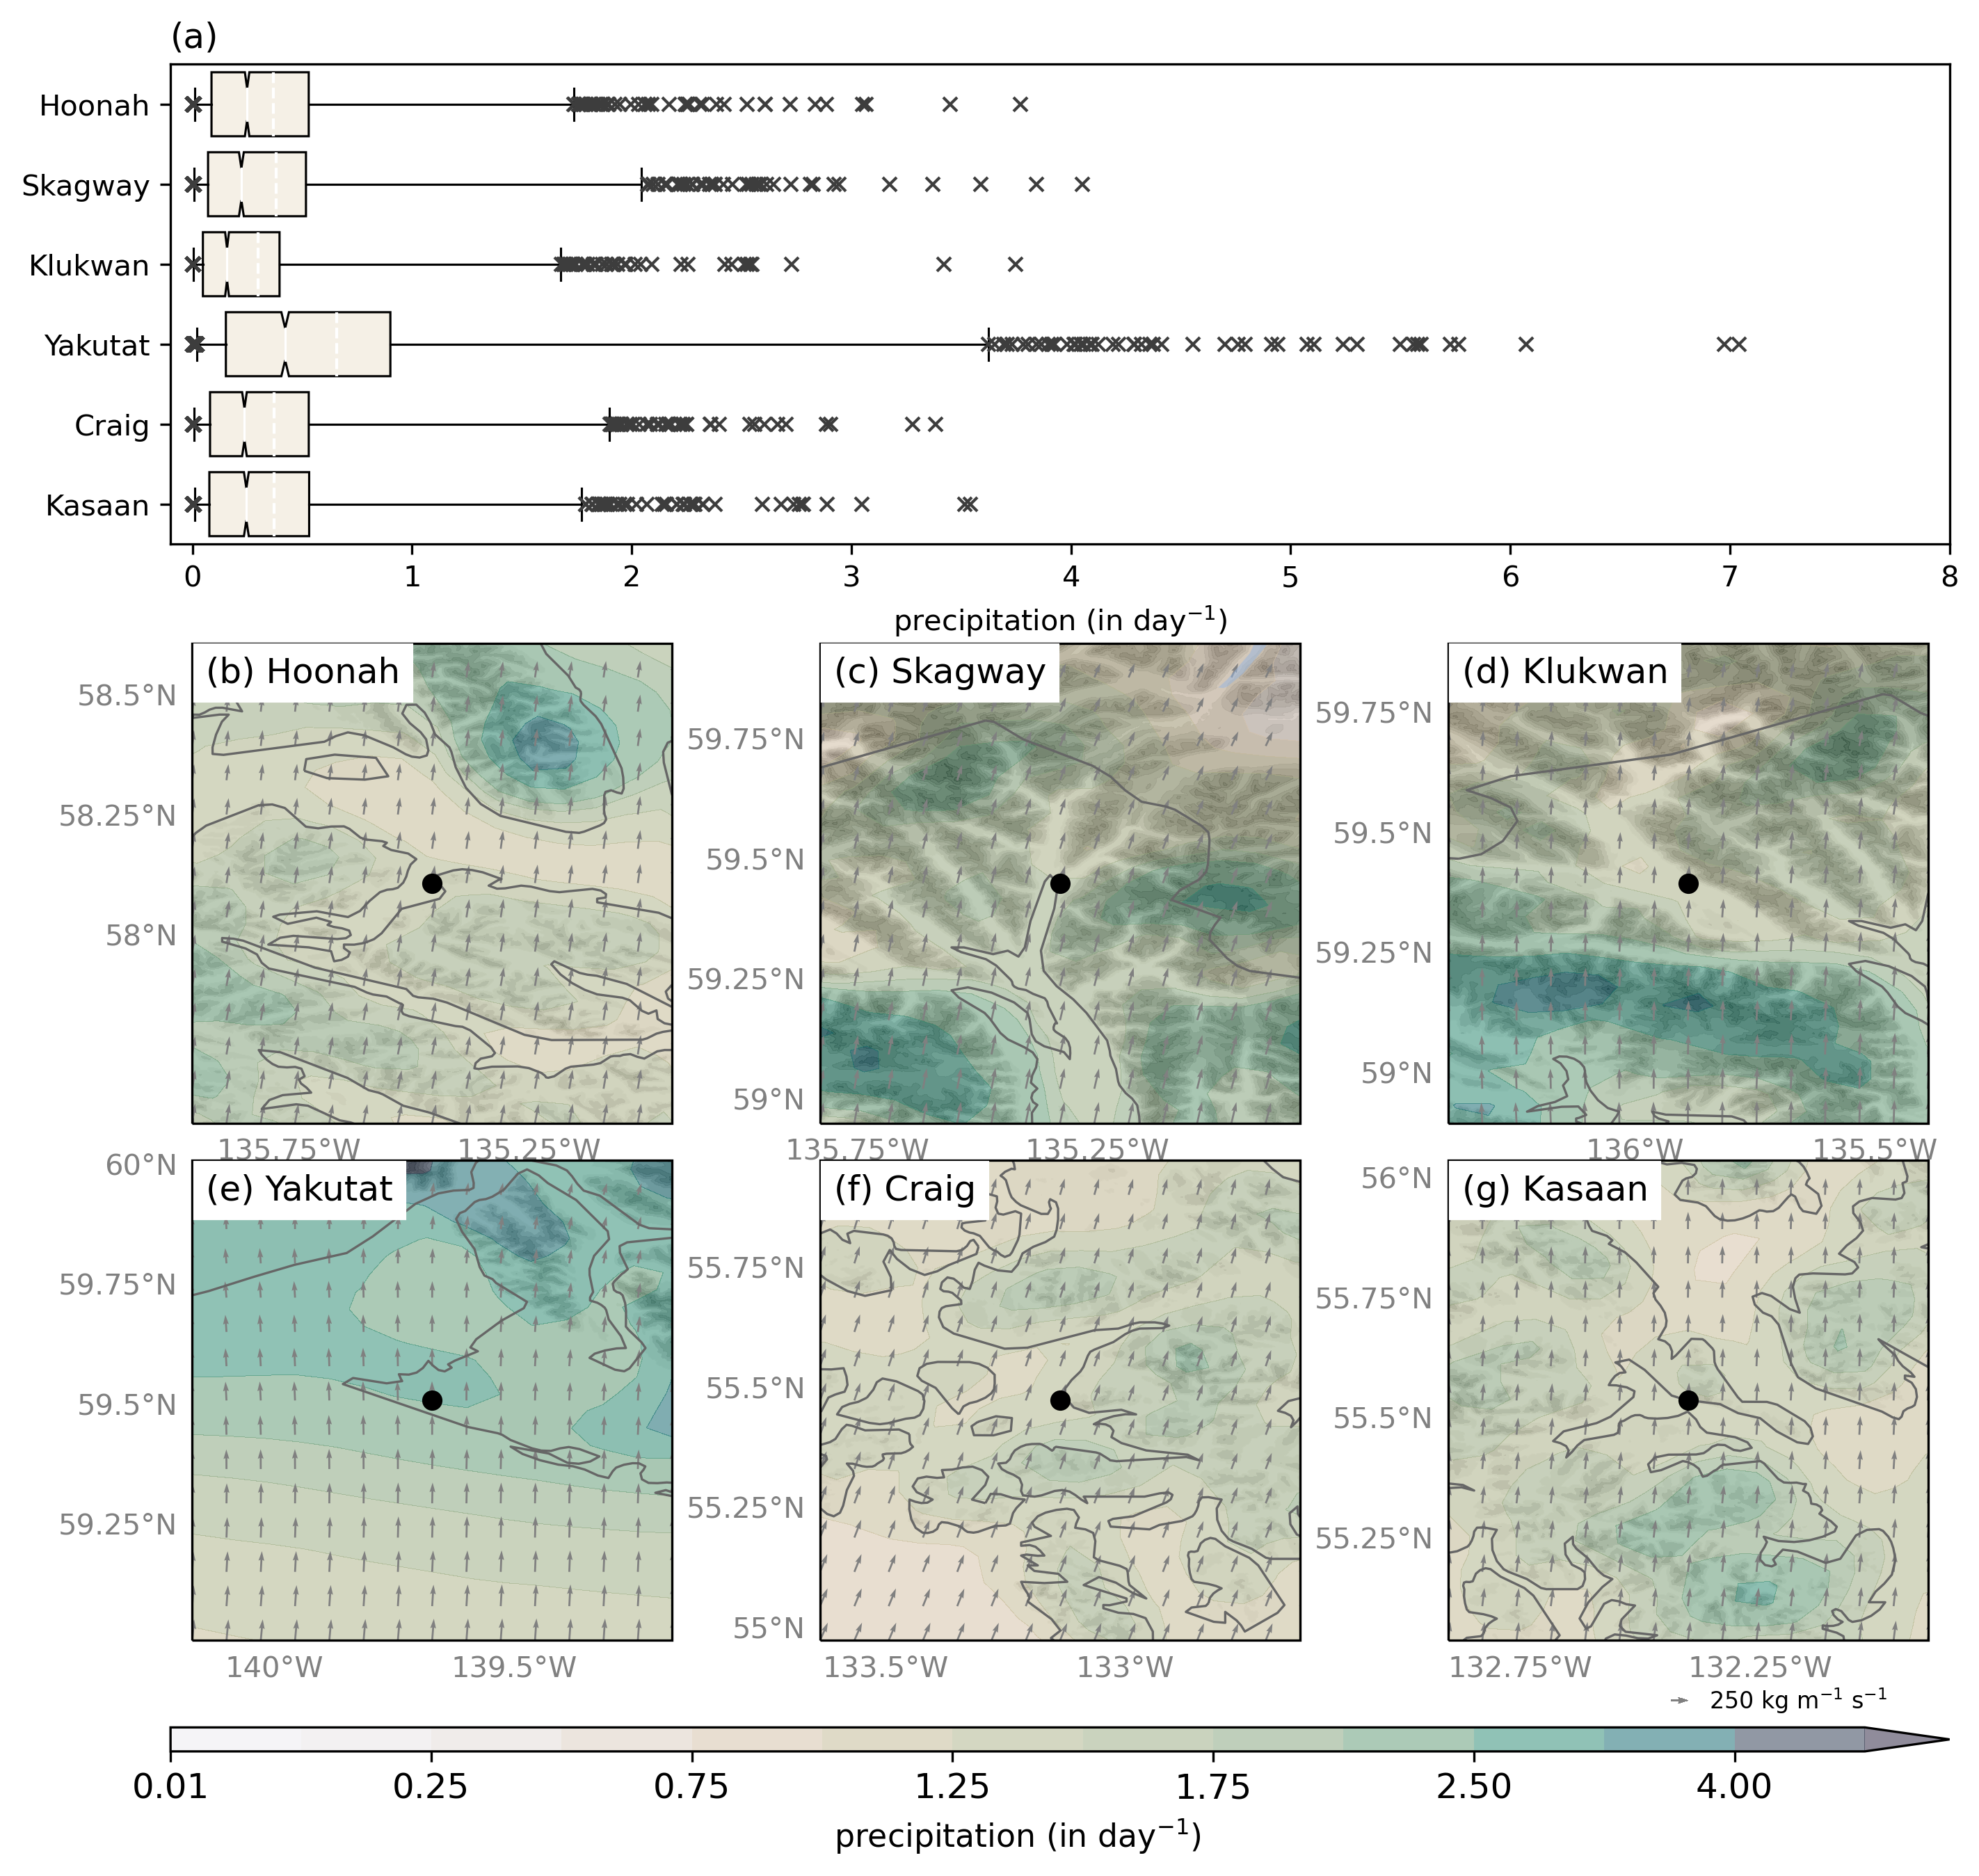 (a)
Hoonah
Skagway
Klukwan
Yakutat
Craig
Kasaan
0 1 2 3 4 5 6 7 8
precipitation (in day⁻¹)
(b) Hoonah
58.5°N
58.25°N
58°N
135.75°W 135.25°W
(c) Skagway
59.75°N
59.5°N
59.25°N
59°N
135.75°W 135.25°W
(d) Klukwan
59.75°N
59.5°N
59.25°N
59°N
136°W 135.5°W
(e) Yakutat
60°N
59.75°N
59.5°N
59.25°N
140°W 139.5°W
(f) Craig
55.75°N
55.5°N
55.25°N
55°N
133.5°W 133°W
(g) Kasaan
56°N
55.75°N
55.5°N
55.25°N
132.75°W 132.25°W
250 kg m⁻¹ s⁻¹
0.01 0.25 0.75 1.25 1.75 2.50 4.00
precipitation (in day⁻¹)